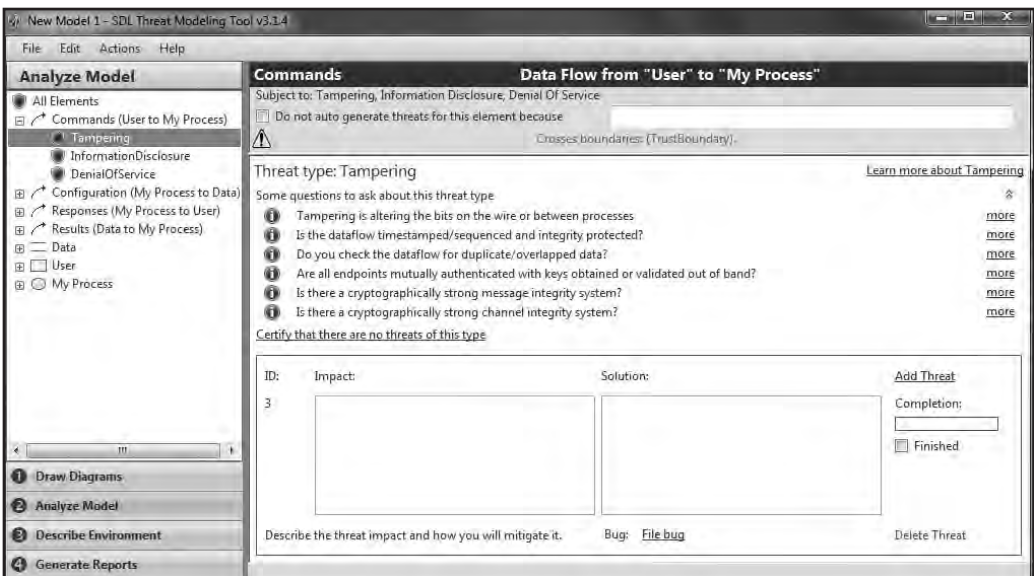 New Model 1 - SDL Threat Modeling Tool v3.1.4
File Edit Actions Help
Analyze Model
All Elements
Commands (User to My Process)
Tampering
InformationDisclosure
DenialOfService
Configuration (My Process to Data)
Responses (My Process to User)
Results (Data to My Process)
Data
User
My Process
1 Draw Diagrams
2 Analyze Model
3 Describe Environment
4 Generate Reports
Commands Data Flow from "User" to "My Process"
Subject to: Tampering, Information Disclosure, Denial Of Service
Do not auto generate threats for this element because
Crosses boundaries: {TrustBoundary}.
Threat type: Tampering Learn more about Tampering
Some questions to ask about this threat type
Tampering is altering the bits on the wire or between processes more
Is the dataflow timestamped/sequenced and integrity protected? more
Do you check the dataflow for duplicate/overlapped data? more
Are all endpoints mutually authenticated with keys obtained or validated out of band? more
Is there a cryptographically strong message integrity system? more
Is there a cryptographically strong channel integrity system? more
Certify that there are no threats of this type
ID: Impact: Solution: Add Threat
3 Completion:
Finished
Describe the threat impact and how you will mitigate it. Bug: File bug Delete Threat